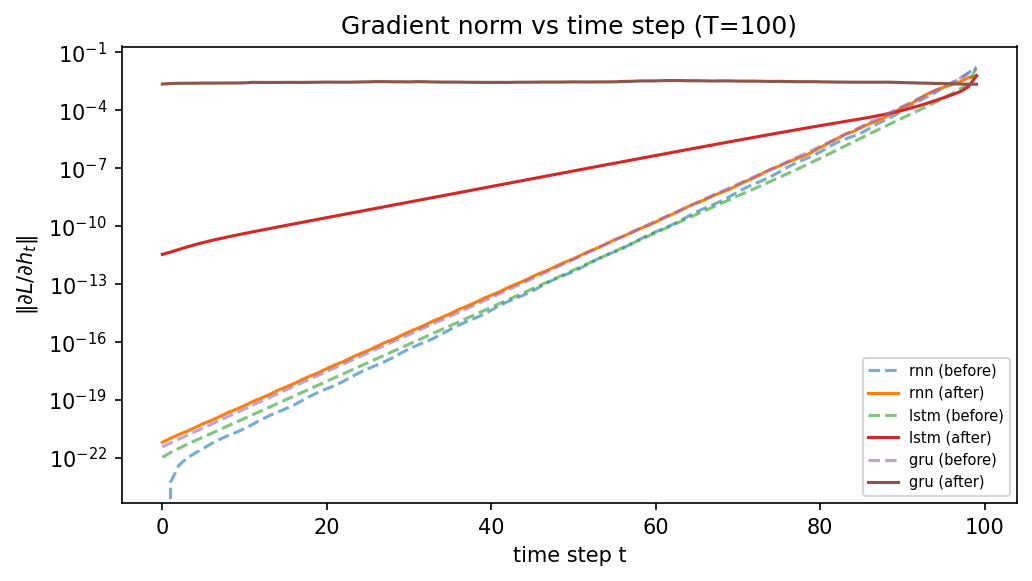 Gradient norm vs time step (T=100)
10⁻¹
10⁻⁴
10⁻⁷
10⁻¹⁰
10⁻¹³
10⁻¹⁶
10⁻¹⁹
10⁻²²
‖∂L/∂hₜ‖
rnn (before)
rnn (after)
lstm (before)
lstm (after)
gru (before)
gru (after)
0 20 40 60 80 100
time step t